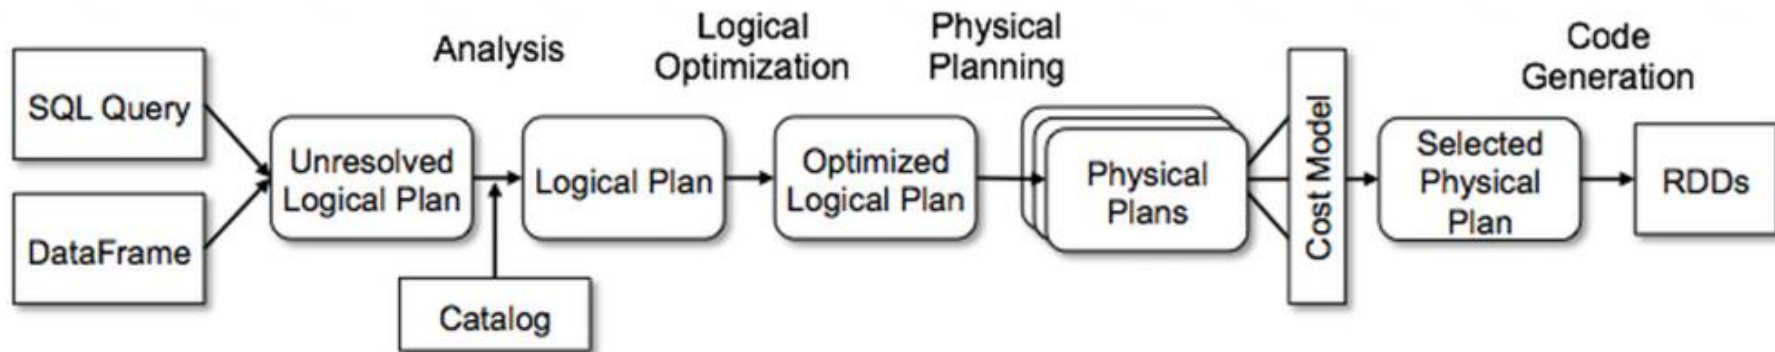 Analysis
Logical
Optimization
Physical
Planning
Code
Generation
SQL Query
DataFrame
Unresolved
Logical Plan
Catalog
Logical Plan
Optimized
Logical Plan
Physical
Plans
Cost Model
Selected
Physical
Plan
RDDs